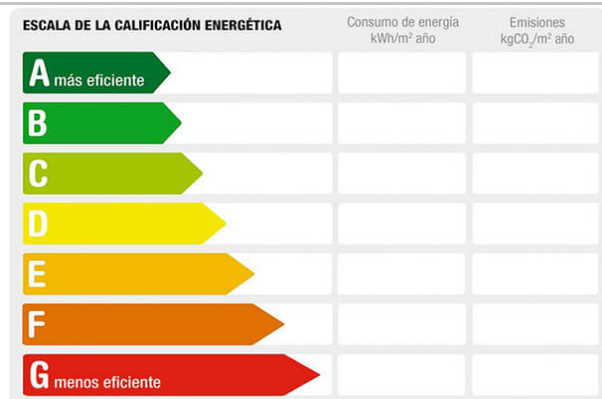 ESCALA DE LA CALIFICACIÓN ENERGÉTICA
Consumo de energía
kWh/m² año
Emisiones
kgCO₂/m² año
A más eficiente
B
C
D
E
F
G menos eficiente